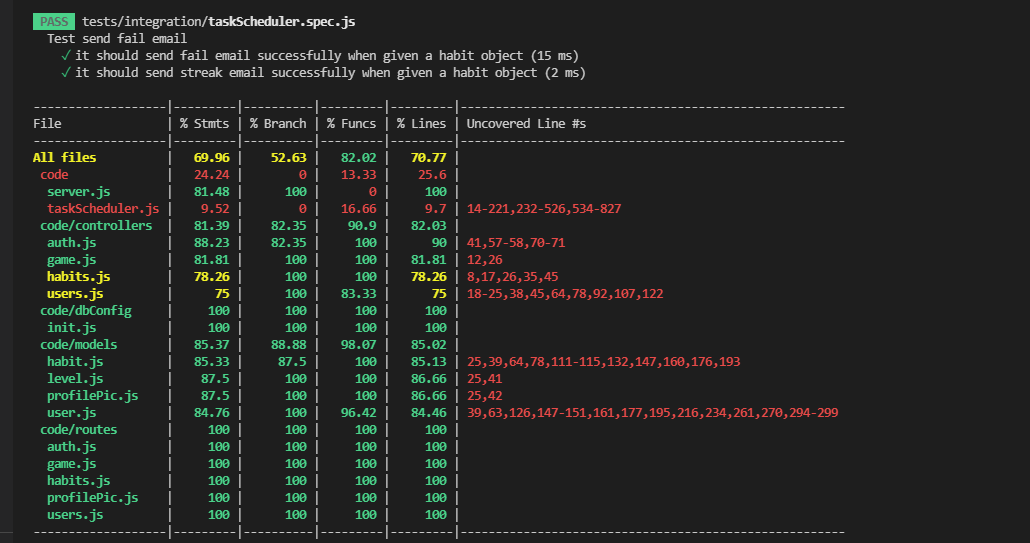 PASS tests/integration/taskScheduler.spec.js
Test send fail email
✓ it should send fail email successfully when given a habit object (15 ms)
✓ it should send streak email successfully when given a habit object (2 ms)
-------------------|---------|----------|---------|---------|-------------------------------------------------------
File | % Stmts | % Branch | % Funcs | % Lines | Uncovered Line #s
-------------------|---------|----------|---------|---------|-------------------------------------------------------
All files | 69.96 | 52.63 | 82.02 | 70.77 |
code | 24.24 | 0 | 13.33 | 25.6 |
server.js | 81.48 | 100 | 0 | 100 |
taskScheduler.js | 9.52 | 0 | 16.66 | 9.7 | 14-221,232-526,534-827
code/controllers | 81.39 | 82.35 | 90.9 | 82.03 |
auth.js | 88.23 | 82.35 | 100 | 90 | 41,57-58,70-71
game.js | 81.81 | 100 | 100 | 81.81 | 12,26
habits.js | 78.26 | 100 | 100 | 78.26 | 8,17,26,35,45
users.js | 75 | 100 | 83.33 | 75 | 18-25,38,45,64,78,92,107,122
code/dbConfig | 100 | 100 | 100 | 100 |
init.js | 100 | 100 | 100 | 100 |
code/models | 85.37 | 88.88 | 98.07 | 85.02 |
habit.js | 85.33 | 87.5 | 100 | 85.13 | 25,39,64,78,111-115,132,147,160,176,193
level.js | 87.5 | 100 | 100 | 86.66 | 25,41
profilePic.js | 87.5 | 100 | 100 | 86.66 | 25,42
user.js | 84.76 | 100 | 96.42 | 84.46 | 39,63,126,147-151,161,177,195,216,234,261,270,294-299
code/routes | 100 | 100 | 100 | 100 |
auth.js | 100 | 100 | 100 | 100 |
game.js | 100 | 100 | 100 | 100 |
habits.js | 100 | 100 | 100 | 100 |
profilePic.js | 100 | 100 | 100 | 100 |
users.js | 100 | 100 | 100 | 100 |
-------------------|---------|----------|---------|---------|-------------------------------------------------------